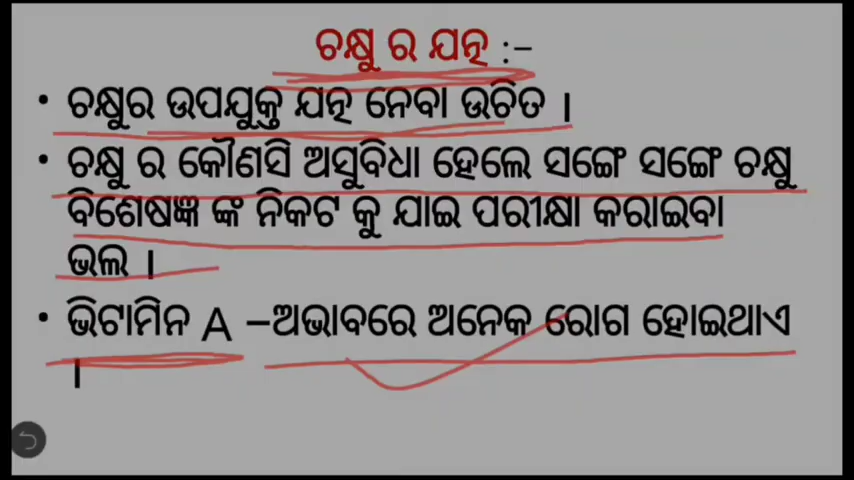 ଚକ୍ଷୁ ର ଯତ୍ନ :–
• ଚକ୍ଷୁର ଉପଯୁକ୍ତ ଯତ୍ନ ନେବା ଉଚିତ ।
• ଚକ୍ଷୁ ର କୌଣସି ଅସୁବିଧା ହେଲେ ସଙ୍ଗେ ସଙ୍ଗେ ଚକ୍ଷୁ
ବିଶେଷଜ୍ଞ ଙ୍କ ନିକଟ କୁ ଯାଇ ପରୀକ୍ଷା କରାଇବା
ଭଲ ।
• ଭିଟାମିନ A –ଅଭାବରେ ଅନେକ ରୋଗ ହୋଇଥାଏ
।